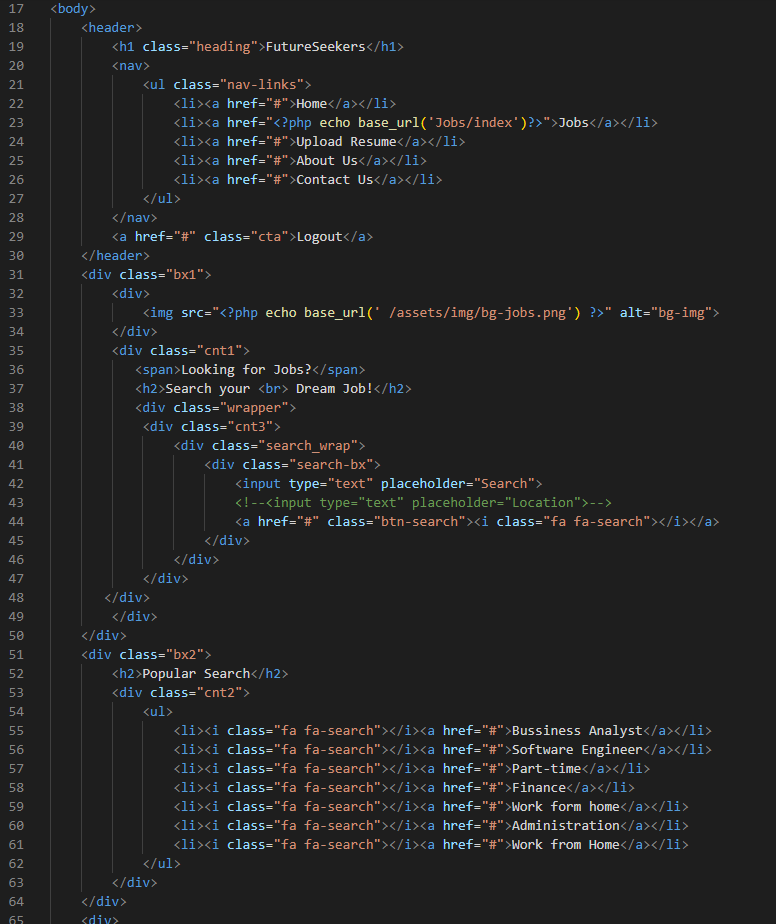 17 <body>
18 <header>
19 <h1 class="heading">FutureSeekers</h1>
20 <nav>
21 <ul class="nav-links">
22 <li><a href="#">Home</a></li>
23 <li><a href="<?php echo base_url('Jobs/index')?>">Jobs</a></li>
24 <li><a href="#">Upload Resume</a></li>
25 <li><a href="#">About Us</a></li>
26 <li><a href="#">Contact Us</a></li>
27 </ul>
28 </nav>
29 <a href="#" class="cta">Logout</a>
30 </header>
31 <div class="bx1">
32 <div>
33 <img src="<?php echo base_url(' /assets/img/bg-jobs.png') ?>" alt="bg-img">
34 </div>
35 <div class="cnt1">
36 <span>Looking for Jobs?</span>
37 <h2>Search your <br> Dream Job!</h2>
38 <div class="wrapper">
39 <div class="cnt3">
40 <div class="search_wrap">
41 <div class="search-bx">
42 <input type="text" placeholder="Search">
43 <!--<input type="text" placeholder="Location">-->
44 <a href="#" class="btn-search"><i class="fa fa-search"></i></a>
45 </div>
46 </div>
47 </div>
48 </div>
49 </div>
50 </div>
51 <div class="bx2">
52 <h2>Popular Search</h2>
53 <div class="cnt2">
54 <ul>
55 <li><i class="fa fa-search"></i><a href="#">Bussiness Analyst</a></li>
56 <li><i class="fa fa-search"></i><a href="#">Software Engineer</a></li>
57 <li><i class="fa fa-search"></i><a href="#">Part-time</a></li>
58 <li><i class="fa fa-search"></i><a href="#">Finance</a></li>
59 <li><i class="fa fa-search"></i><a href="#">Work form home</a></li>
60 <li><i class="fa fa-search"></i><a href="#">Administration</a></li>
61 <li><i class="fa fa-search"></i><a href="#">Work from Home</a></li>
62 </ul>
63 </div>
64 </div>
65 <div>